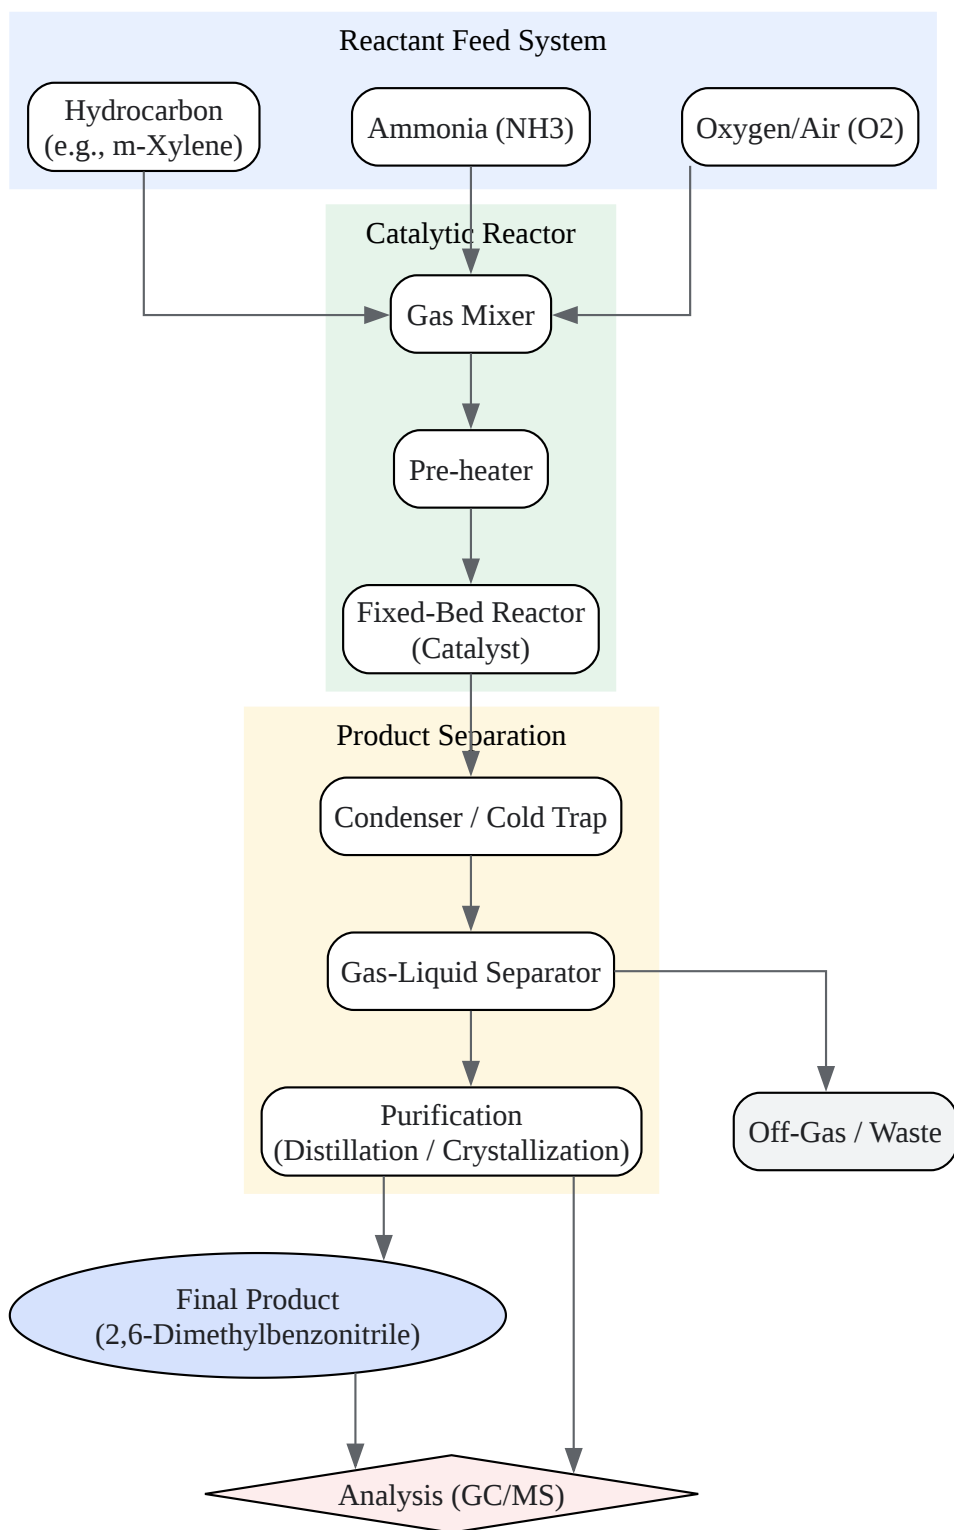 Reactant Feed System
Hydrocarbon
(e.g., m-Xylene)
Ammonia (NH3)
Oxygen/Air (O2)
Catalytic Reactor
Gas Mixer
Pre-heater
Fixed-Bed Reactor
(Catalyst)
Product Separation
Condenser / Cold Trap
Gas-Liquid Separator
Purification
(Distillation / Crystallization)
Off-Gas / Waste
Final Product
(2,6-Dimethylbenzonitrile)
Analysis (GC/MS)